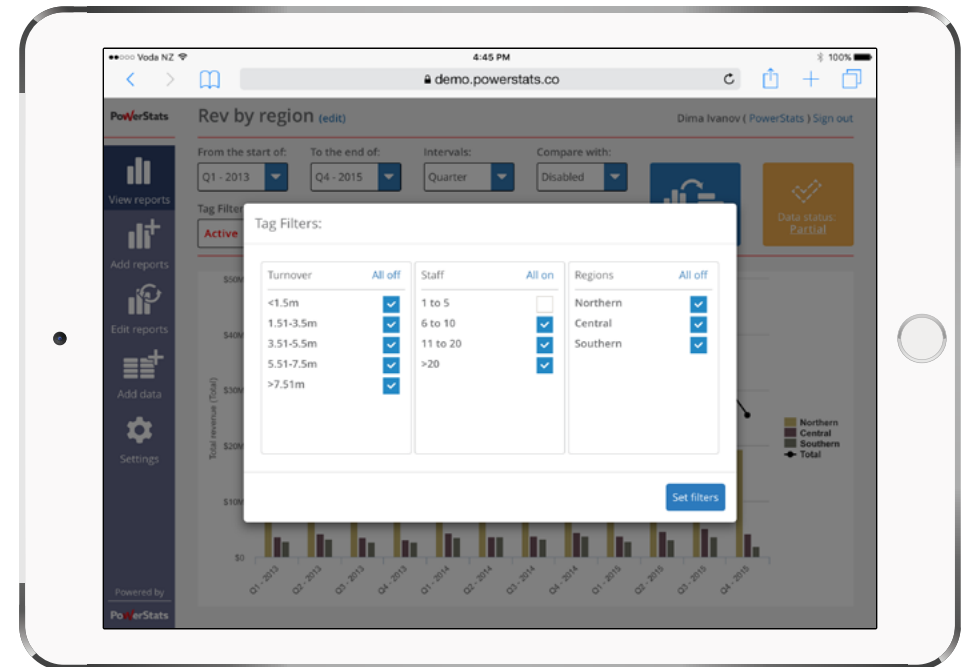 Voda NZ
4:45 PM
100%
demo.powerstats.co
PowerStats
Rev by region (edit)
Dima Ivanov ( PowerStats ) Sign out
From the start of:
To the end of:
Intervals:
Compare with:
Q1 - 2013
Q4 - 2015
Quarter
Disabled
View reports
Tag Filter
Active
Data status:
Partial
Add reports
Edit reports
Add data
Settings
Tag Filters:
Turnover
All off
<1.5m
1.51-3.5m
3.51-5.5m
5.51-7.5m
>7.51m
Staff
All on
1 to 5
6 to 10
11 to 20
>20
Regions
All off
Northern
Central
Southern
Set filters
Total revenue (Total)
$50M
$40M
$30M
$20M
$10M
$0
Q1 - 2013
Q2 - 2013
Q3 - 2013
Q4 - 2013
Q1 - 2014
Q2 - 2014
Q3 - 2014
Q4 - 2014
Q1 - 2015
Q2 - 2015
Q3 - 2015
Q4 - 2015
Northern
Central
Southern
Total
Powered by
PowerStats